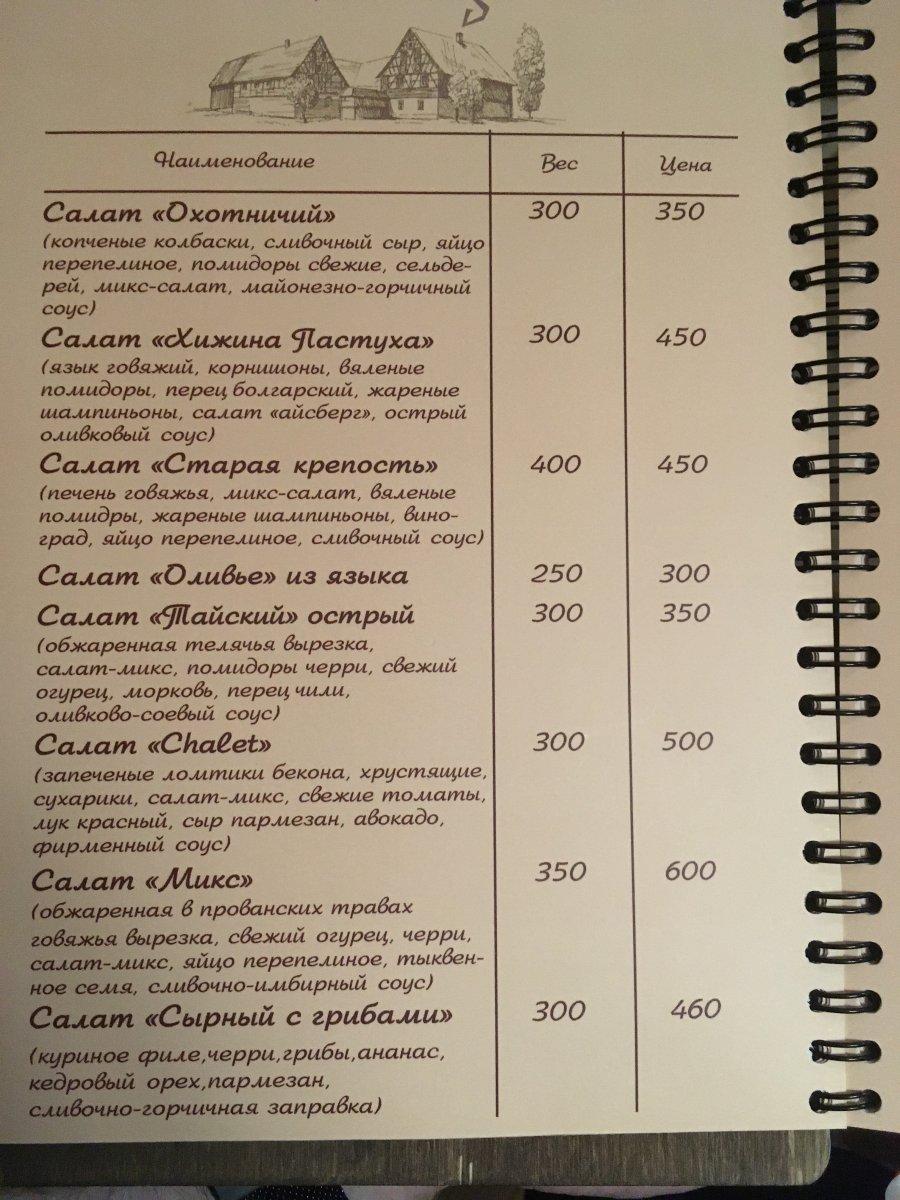 Наименование Вес Цена
Салат «Охотничий» 300 350
(копченые колбаски, сливочный сыр, яйцо
перепелиное, помидоры свежие, сельде-
рей, микс-салат, майонезно-горчичный
соус)
Салат «Хижина Пастуха» 300 450
(язык говяжий, корнишоны, вяленые
помидоры, перец болгарский, жареные
шампиньоны, салат «айсберг», острый
оливковый соус)
Салат «Старая крепость» 400 450
(печень говяжья, микс-салат, вяленые
помидры, жареные шампиньоны, вино-
град, яйцо перепелиное, сливочный соус)
Салат «Оливье» из языка 250 300
Салат «Тайский» острый 300 350
(обжаренная телячья вырезка,
салат-микс, помидоры черри, свежий
огурец, морковь, перец чили,
оливково-соевый соус)
Салат «Chalet» 300 500
(запеченые ломтики бекона, хрустящие,
сухарики, салат-микс, свежие томаты,
лук красный, сыр пармезан, авокадо,
фирменный соус)
Салат «Микс» 350 600
(обжаренная в прованских травах
говяжья вырезка, свежий огурец, черри,
салат-микс, яйцо перепелиное, тыквен-
ное семя, сливочно-имбирный соус)
Салат «Сырный с грибами» 300 460
(куриное филе,черри,грибы,ананас,
кедровый орех,пармезан,
сливочно-горчичная заправка)